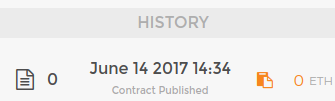 HISTORY
0 June 14 2017 14:34 0 ETH
Contract Published